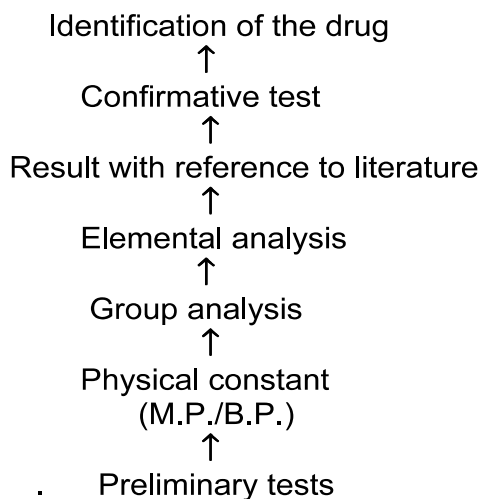 Identification of the drug
↑
Confirmative test
↑
Result with reference to literature
↑
Elemental analysis
↑
Group analysis
↑
Physical constant
(M.P./B.P.)
↑
. Preliminary tests